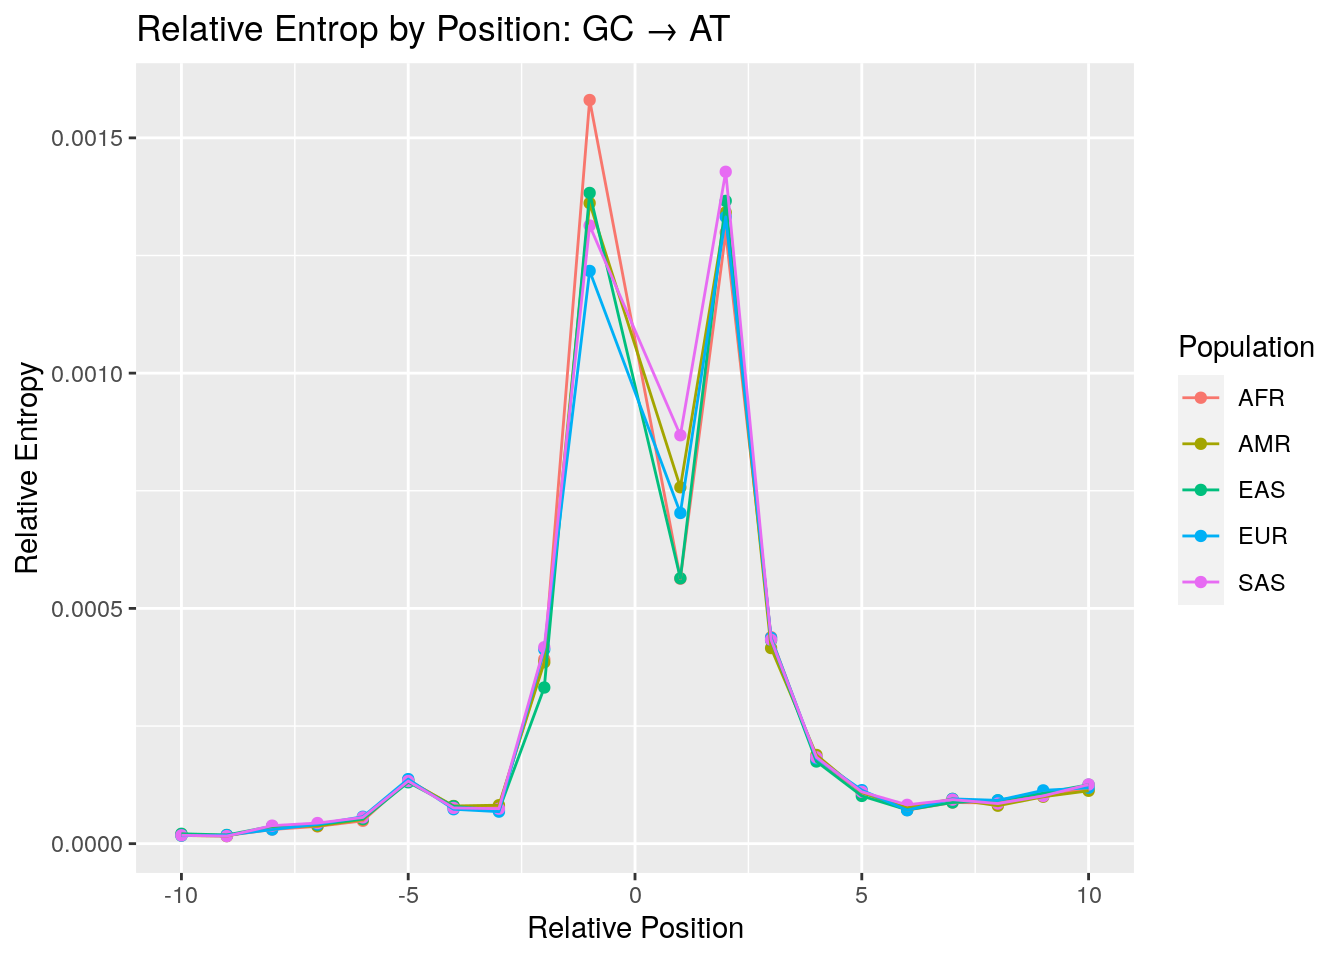 Relative Entrop by Position: GC → AT
0.0015
0.0010
0.0005
0.0000
Relative Entropy
-10
-5
0
5
10
Relative Position
Population
AFR
AMR
EAS
EUR
SAS